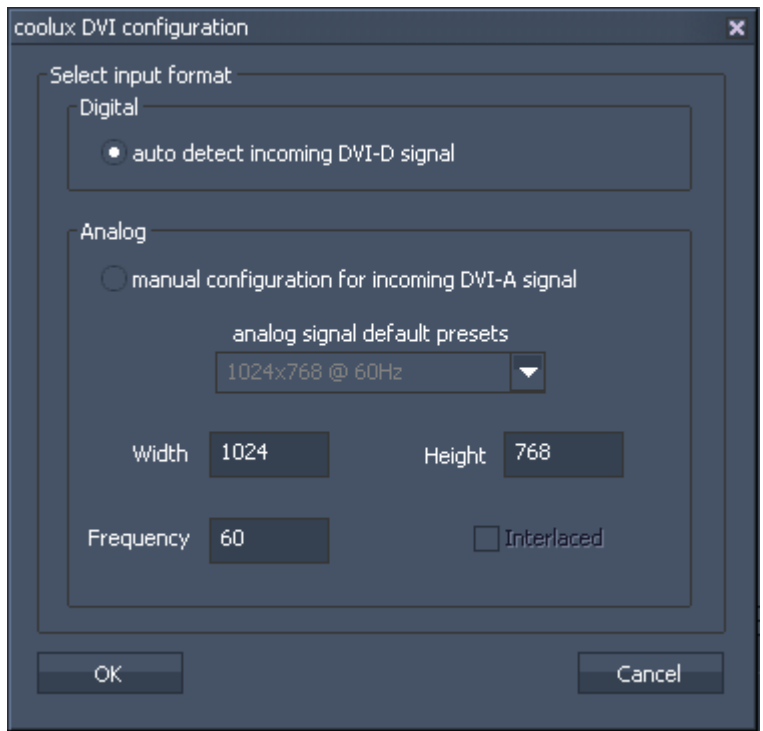 coolux DVI configuration
Select input format
Digital
auto detect incoming DVI-D signal
Analog
manual configuration for incoming DVI-A signal
analog signal default presets
1024x768 @ 60Hz
Width 1024 Height 768
Frequency 60 Interlaced
OK Cancel